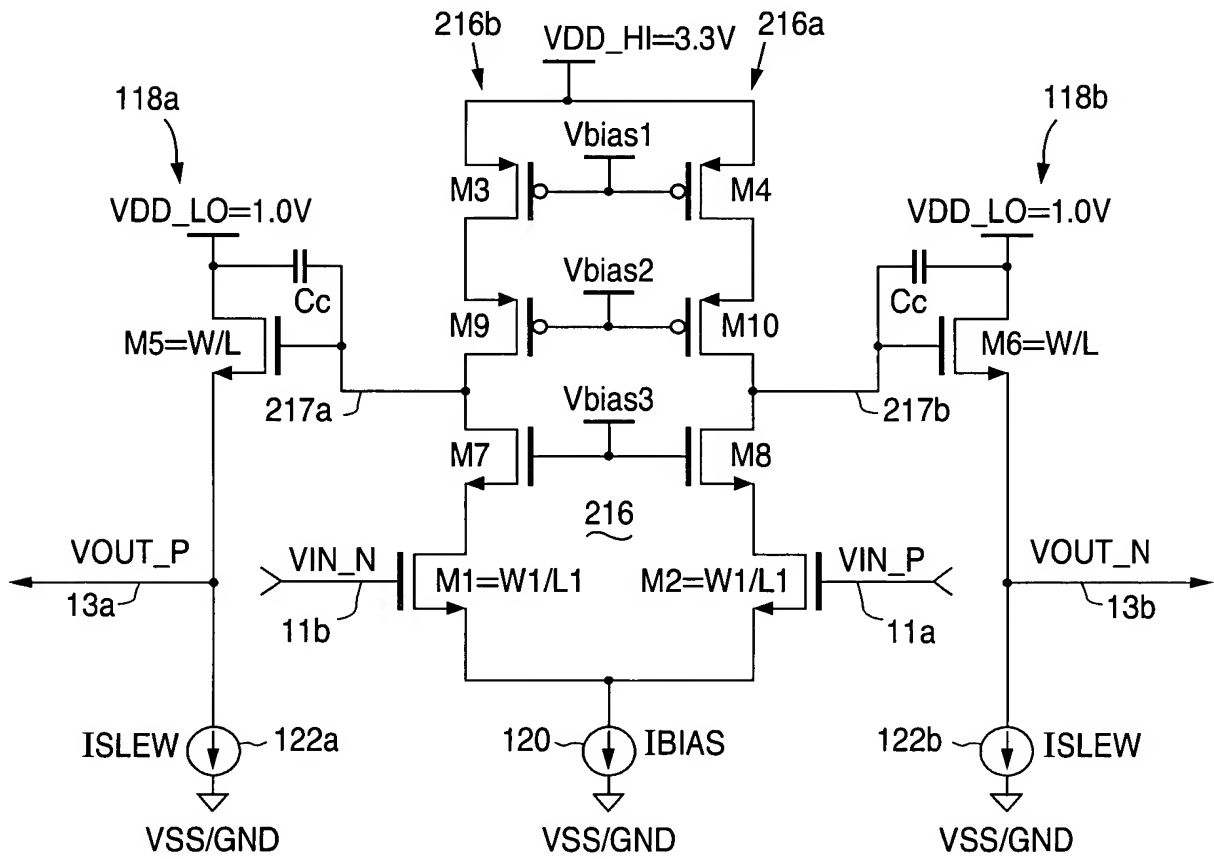 216b
VDD_HI=3.3V
216a
118a
118b
Vbias1
M3
M4
VDD_LO=1.0V
VDD_LO=1.0V
Cc
Vbias2
Cc
M5=W/L
M9
M10
M6=W/L
217a
Vbias3
217b
M7
M8
216
VOUT_P
VIN_N
M1=W1/L1
M2=W1/L1
VIN_P
VOUT_N
13a
11b
11a
13b
ISLEW
122a
120
IBIAS
122b
ISLEW
VSS/GND
VSS/GND
VSS/GND